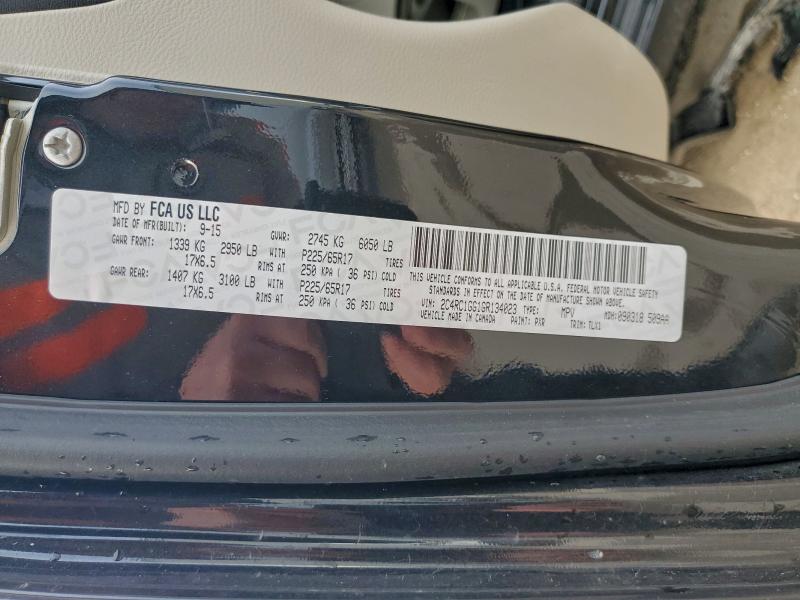 MFD BY FCA US LLC
DATE OF MFR(BUILT): 9-15 GVWR: 2745 KG 6050 LB
GAWR FRONT: 1339 KG 2950 LB WITH P225/65R17 TIRES
17X6.5 RIMS AT 250 KPA ( 36 PSI) COLD
GAWR REAR: 1407 KG 3100 LB WITH P225/65R17 TIRES
17X6.5 RIMS AT 250 KPA ( 36 PSI) COLD
THIS VEHICLE CONFORMS TO ALL APPLICABLE U.S.A. FEDERAL MOTOR VEHICLE SAFETY
STANDARDS IN EFFECT ON THE DATE OF MANUFACTURE SHOWN ABOVE.
VIN: 2C4RC1GG1GR134023 TYPE: MPV MDH:090318 509AA
VEHICLE MADE IN CANADA PAINT: PXR TRIM: TLX1